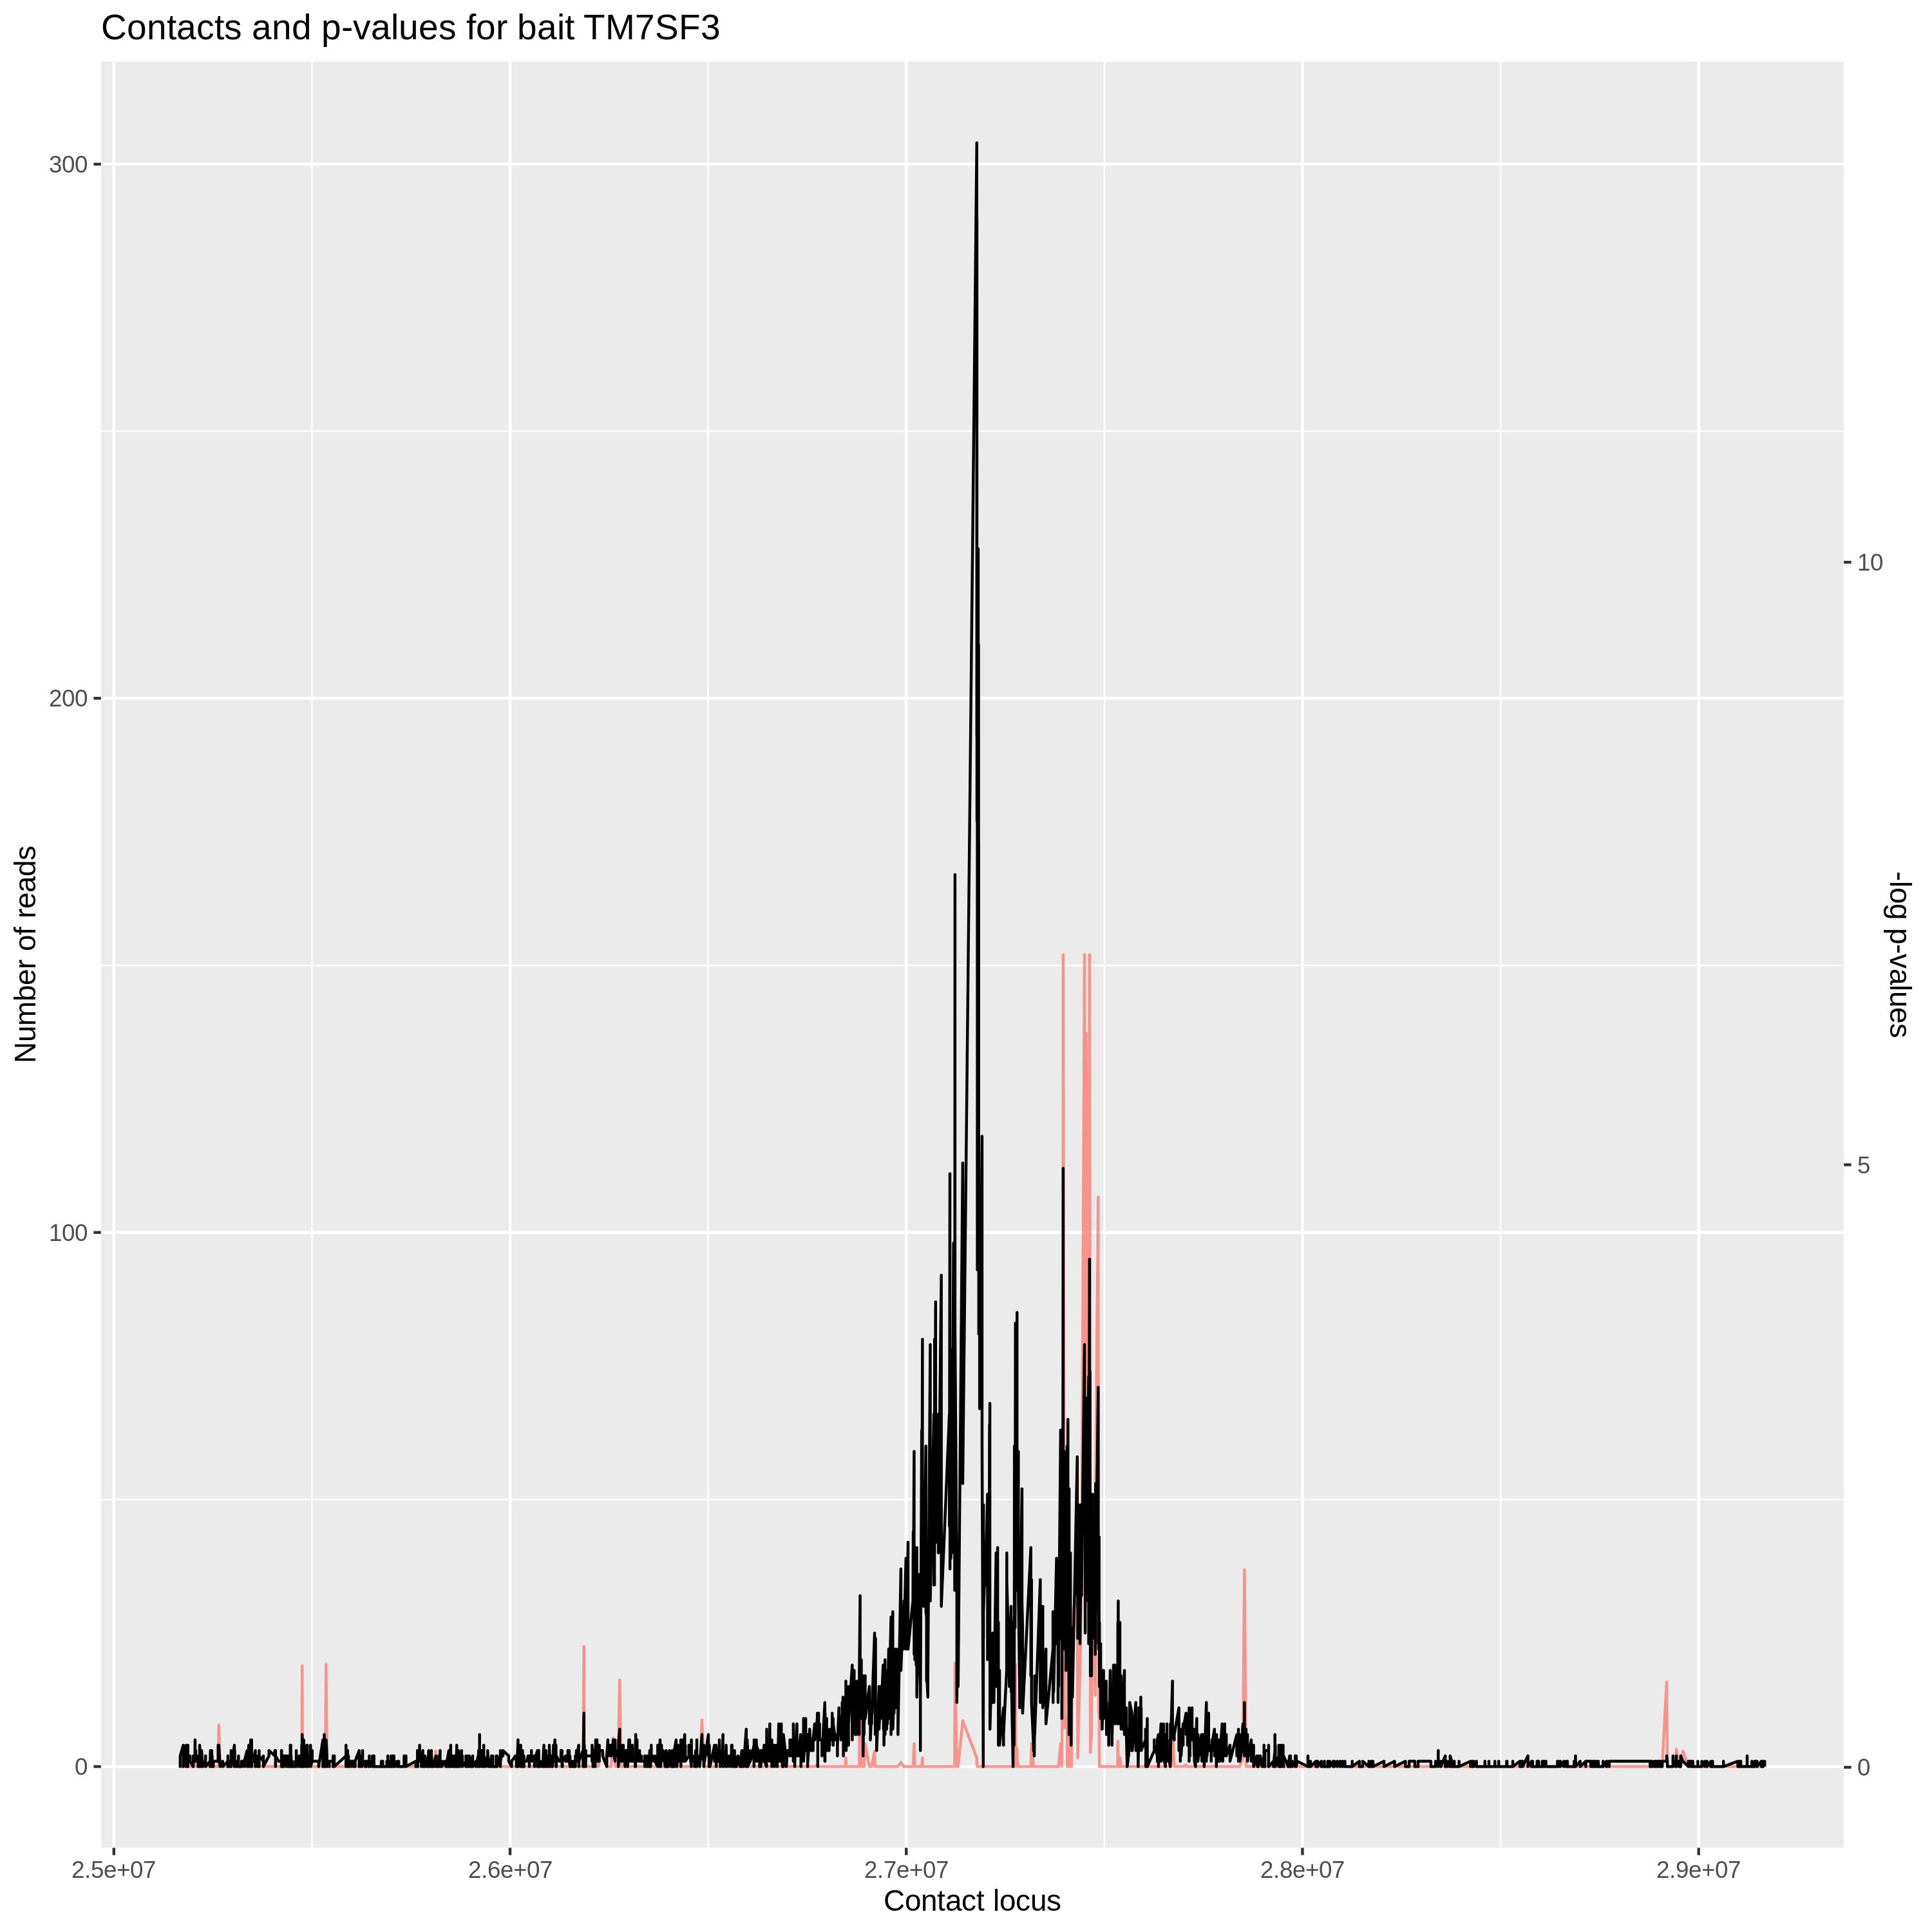 Contacts and p-values for bait TM7SF3
300
200
100
0
Number of reads
10
5
0
-log p-values
2.5e+07
2.6e+07
2.7e+07
2.8e+07
2.9e+07
Contact locus